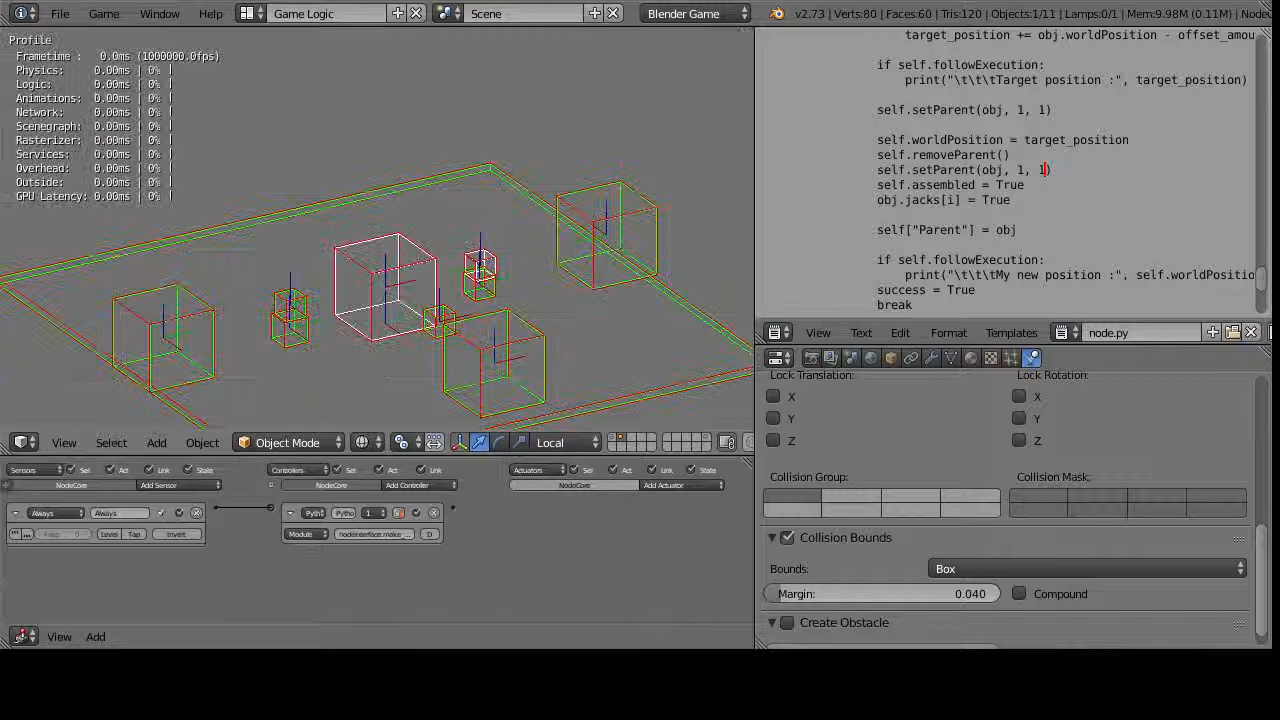 File Game Window Help Game Logic Scene Blender Game v2.73 | Verts:80 | Faces:60 | Tris:120 | Objects:1/11 | Lamps:0/1 | Mem:9.98M (0.11M) |
Profile
Frametime : 0.0ms (1000000.0fps)
Physics: 0.00ms | 0% |
Logic: 0.00ms | 0% |
Animations: 0.00ms | 0% |
Network: 0.00ms | 0% |
Scenegraph: 0.00ms | 0% |
Rasterizer: 0.00ms | 0% |
Services: 0.00ms | 0% |
Overhead: 0.00ms | 0% |
Outside: 0.00ms | 0% |
GPU Latency: 0.00ms | 0% |
target_position += obj.worldPosition - offset_amou
if self.followExecution:
print("\t\t\tTarget position :", target_position)
self.setParent(obj, 1, 1)
self.worldPosition = target_position
self.removeParent()
self.setParent(obj, 1, 1)
self.assembled = True
obj.jacks[i] = True
self["Parent"] = obj
if self.followExecution:
print("\t\t\tMy new position :", self.worldPositio
success = True
break
View Text Edit Format Templates node.py
View Select Add Object Object Mode Local
Sensors Sel Act Link State Controllers Sel Act Link Actuators Sel Act Link State
NodeCore Add Sensor NodeCore Add Controller NodeCore Add Actuator
Always Always Pyth Pytho 1
Freq: 0 Level Tap Invert Module nodeinterface.make_... D
View Add
Lock Translation: Lock Rotation:
X X
Y Y
Z Z
Collision Group: Collision Mask:
Collision Bounds
Bounds: Box
Margin: 0.040 Compound
Create Obstacle